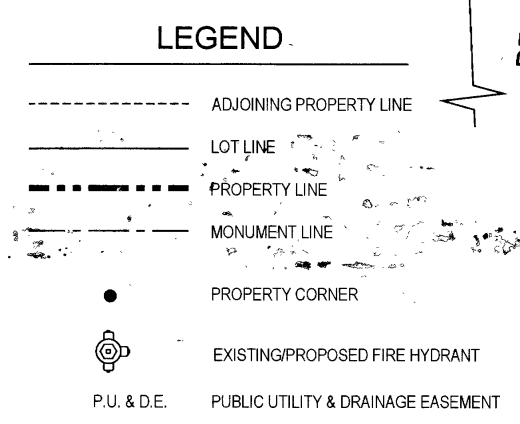 LEGEND
ADJOINING PROPERTY LINE
LOT LINE
PROPERTY LINE
MONUMENT LINE
PROPERTY CORNER
EXISTING/PROPOSED FIRE HYDRANT
P.U. & D.E. PUBLIC UTILITY & DRAINAGE EASEMENT